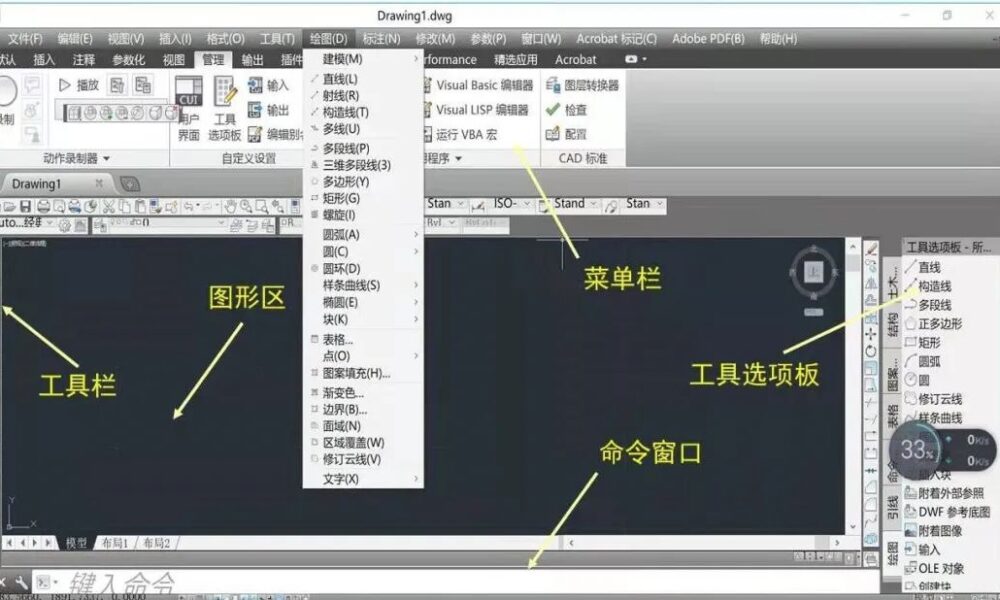 Drawing1.dwg
文件(F) 编辑(E) 视图(V) 插入(I) 格式(O) 工具(T) 绘图(D) 标注(N) 修改(M) 参数(P) 窗口(W) Acrobat 标记(C) Adobe PDF(B) 帮助(H)
默认 插入 注释 参数化 视图 管理 输出 插件 rformance 精选应用 Acrobat
播放
CUI
用户界面
工具选项板
输入
输出
编辑别名
Visual Basic 编辑器
Visual LISP 编辑器
运行 VBA 宏
图层转换器
检查
配置
动作录制器 自定义设置 程序 CAD 标准
建模(M)
直线(L)
射线(R)
构造线(T)
多线(U)
多段线(P)
三维多段线(3)
多边形(Y)
矩形(G)
螺旋(I)
圆弧(A)
圆(C)
圆环(D)
样条曲线(S)
椭圆(E)
块(K)
表格...
点(O)
图案填充(H)...
渐变色...
边界(B)...
面域(N)
区域覆盖(W)
修订云线(V)
文字(X)
Drawing1
Stan ISO- Stand Stan
图形区
菜单栏
工具栏
工具选项板
命令窗口
上
工具选项板 - 所...
直线
构造线
多段线
正多边形
矩形
圆弧
圆
修订云线
样条曲线
插入块
附着外部参照
DWF 参考底图
附着图像
输入
OLE 对象
创建块
土木...
结构
图案...
表格
引线
绘图
33%
0K/s
0K/s
Y
X
模型 布局1 布局2
键入命令